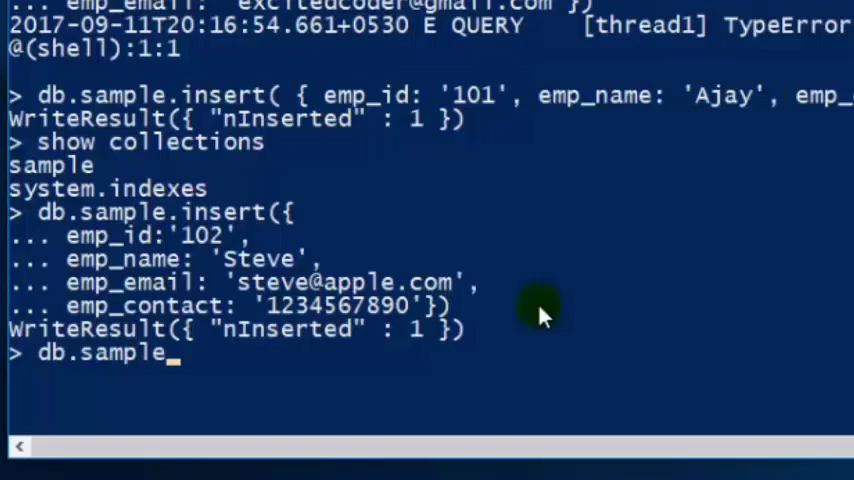 ... emp_email: 'excitedcoder@gmail.com' })
2017-09-11T20:16:54.661+0530 E QUERY    [thread1] TypeError
@(shell):1:1
> db.sample.insert( { emp_id: '101', emp_name: 'Ajay', emp_
WriteResult({ "nInserted" : 1 })
> show collections
sample
system.indexes
> db.sample.insert({
... emp_id:'102',
... emp_name: 'Steve',
... emp_email: 'steve@apple.com',
... emp_contact: '1234567890'})
WriteResult({ "nInserted" : 1 })
> db.sample